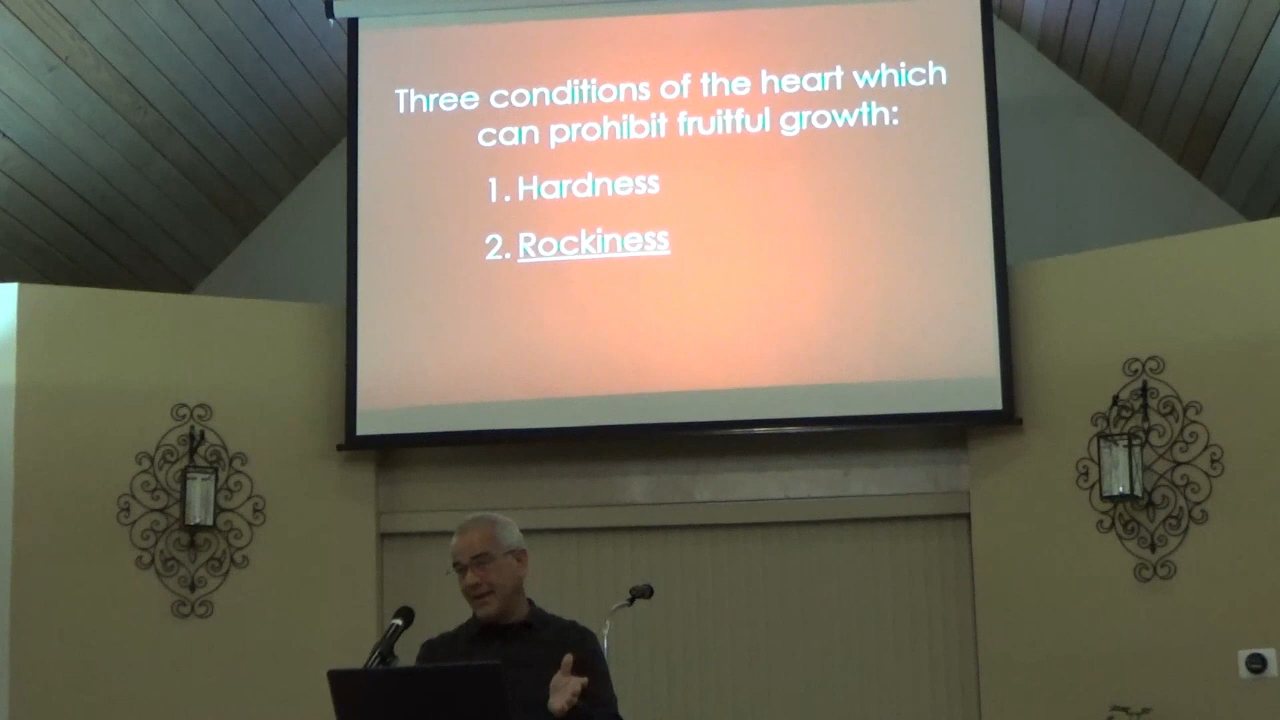 Three conditions of the heart which
can prohibit fruitful growth:
1. Hardness
2. Rockiness